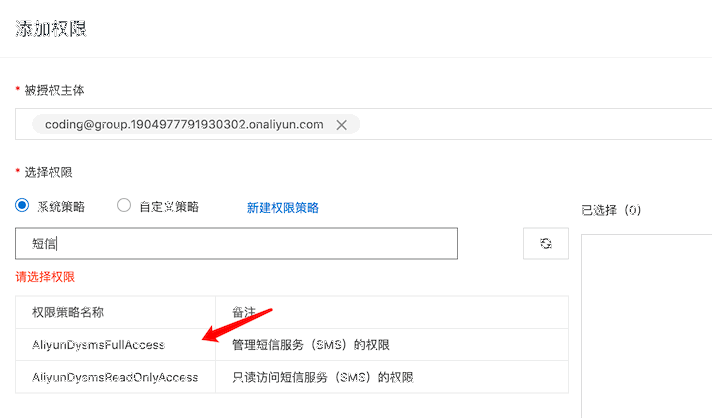 添加权限
* 被授权主体
coding@group.1904977791930302.onaliyun.com ×
* 选择权限
系统策略 自定义策略 新建权限策略
已选择（0）
短信
请选择权限
权限策略名称 备注
AliyunDysmsFullAccess 管理短信服务（SMS）的权限
AliyunDysmsReadOnlyAccess 只读访问短信服务（SMS）的权限